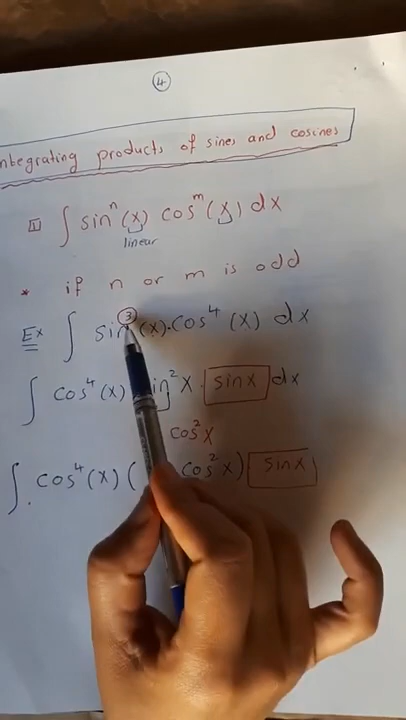 4
Integrating products of sines and cosines
I ∫ sinⁿ(x) cosᵐ(x) dx
linear
* if n or m is odd
Ex ∫ sin³(x)·cos⁴(x) dx
∫ cos⁴(x) sin²x · sinx dx
cos²x
∫ cos⁴(x) ( cos²x) sinx